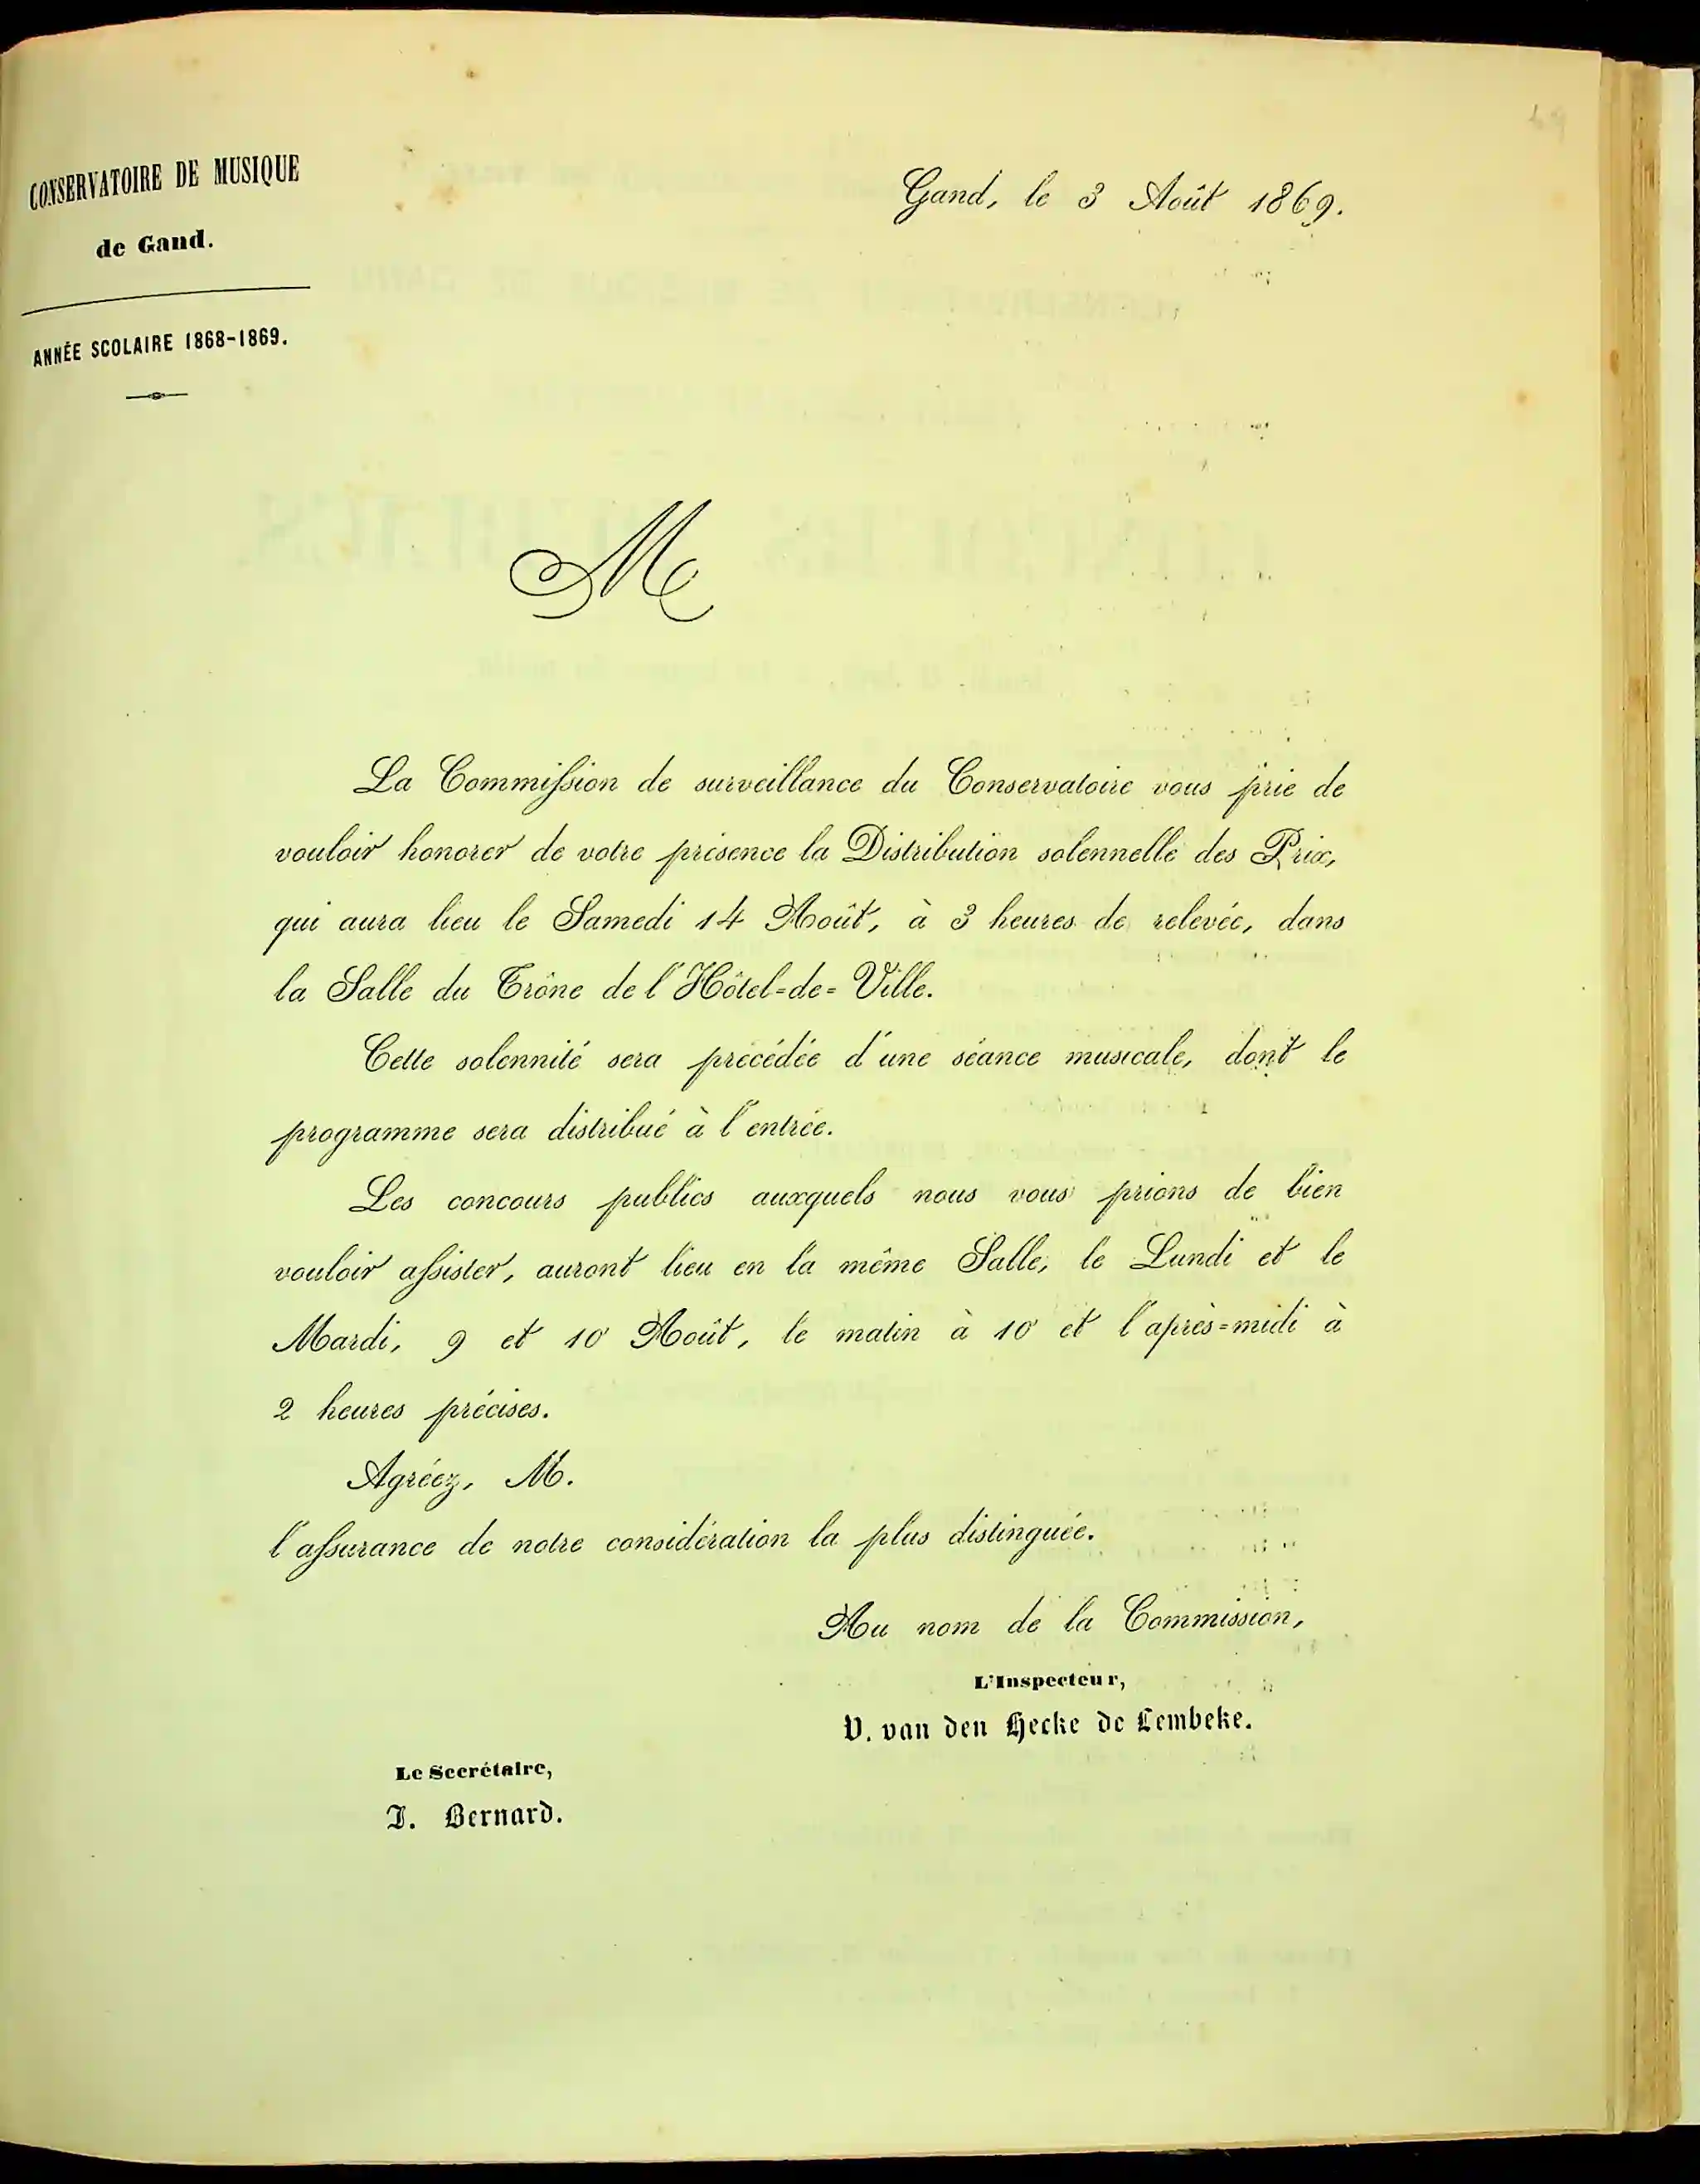 CONSERVATOIRE DE MUSIQUE
de Gand.
ANNÉE SCOLAIRE 1868-1869.
Gand, le 3 Août 1869.
M
La Commission de surveillance du Conservatoire vous prie de
vouloir honorer de votre présence la Distribution solennelle des Prix,
qui aura lieu le Samedi 14 Août, à 3 heures de relevée, dans
la Salle du Trône de l'Hôtel-de-Ville.
Cette solennité sera précédée d'une séance musicale, dont le
programme sera distribué à l'entrée.
Les concours publics auxquels nous vous prions de bien
vouloir assister, auront lieu en la même Salle, le Lundi et le
Mardi, 9 et 10 Août, le matin à 10 et l'après-midi à
2 heures précises.
Agréez, M.
l'assurance de notre considération la plus distinguée.
Au nom de la Commission,
L'Inspecteur,
V. van den Hecke de Lembeke.
Le Secrétaire,
J. Bernard.